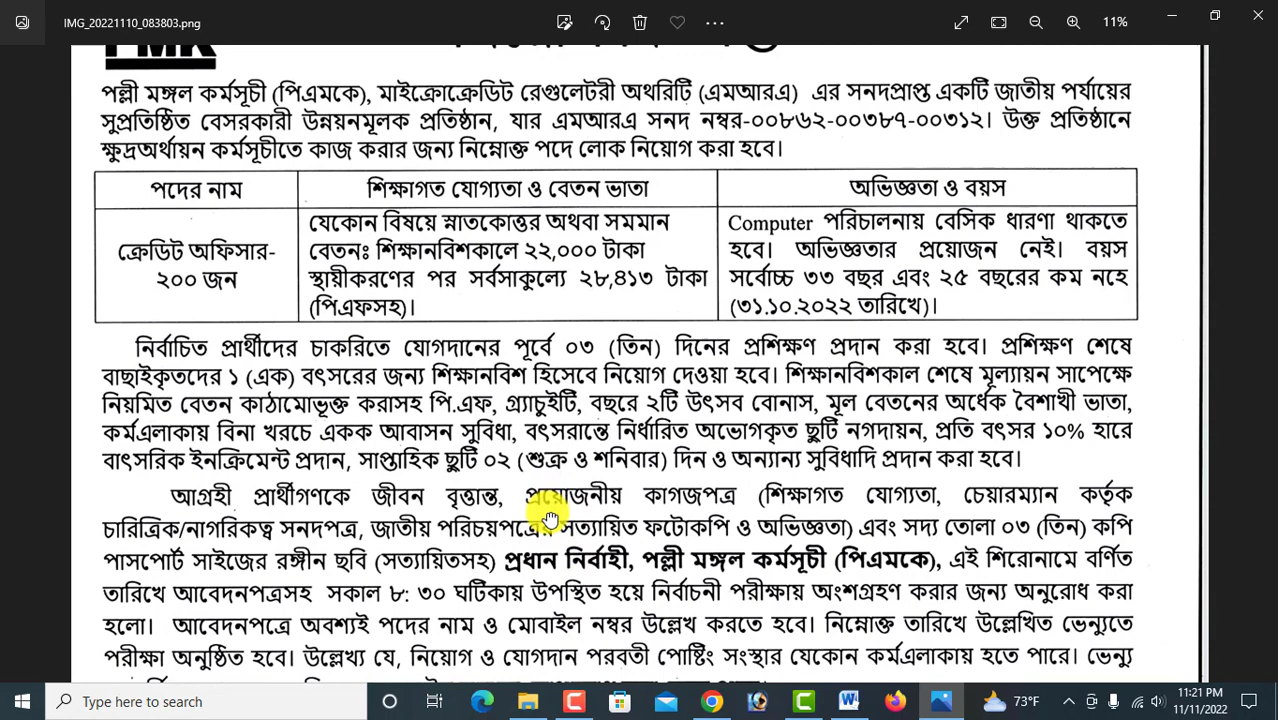 IMG_20221110_083803.png
11%
PMK
পল্লী মঙ্গল কর্মসূচী (পিএমকে), মাইক্রোক্রেডিট রেগুলেটরী অথরিটি (এমআরএ) এর সনদপ্রাপ্ত একটি জাতীয় পর্যায়ের
সুপ্রতিষ্ঠিত বেসরকারী উন্নয়নমূলক প্রতিষ্ঠান, যার এমআরএ সনদ নম্বর-০০৮৬২-০০৩৮৭-০০৩১২। উক্ত প্রতিষ্ঠানে
ক্ষুদ্রঅর্থায়ন কর্মসূচীতে কাজ করার জন্য নিম্নোক্ত পদে লোক নিয়োগ করা হবে।
পদের নাম
শিক্ষাগত যোগ্যতা ও বেতন ভাতা
অভিজ্ঞতা ও বয়স
ক্রেডিট অফিসার-
২০০ জন
যেকোন বিষয়ে স্নাতকোত্তর অথবা সমমান
বেতনঃ শিক্ষানবিশকালে ২২,০০০ টাকা
স্থায়ীকরণের পর সর্বসাকুল্যে ২৮,৪১৩ টাকা
(পিএফসহ)।
Computer পরিচালনায় বেসিক ধারণা থাকতে
হবে। অভিজ্ঞতার প্রয়োজন নেই। বয়স
সর্বোচ্চ ৩৩ বছর এবং ২৫ বছরের কম নহে
(৩১.১০.২০২২ তারিখে)।
নির্বাচিত প্রার্থীদের চাকরিতে যোগদানের পূর্বে ০৩ (তিন) দিনের প্রশিক্ষণ প্রদান করা হবে। প্রশিক্ষণ শেষে
বাছাইকৃতদের ১ (এক) বৎসরের জন্য শিক্ষানবিশ হিসেবে নিয়োগ দেওয়া হবে। শিক্ষানবিশকাল শেষে মূল্যায়ন সাপেক্ষে
নিয়মিত বেতন কাঠামোভূক্ত করাসহ পি.এফ, গ্র্যাচুইটি, বছরে ২টি উৎসব বোনাস, মূল বেতনের অর্ধেক বৈশাখী ভাতা,
কর্মএলাকায় বিনা খরচে একক আবাসন সুবিধা, বৎসরান্তে নির্ধারিত অভোগকৃত ছুটি নগদায়ন, প্রতি বৎসর ১০% হারে
বাৎসরিক ইনক্রিমেন্ট প্রদান, সাপ্তাহিক ছুটি ০২ (শুক্র ও শনিবার) দিন ও অন্যান্য সুবিধাদি প্রদান করা হবে।
আগ্রহী প্রার্থীগণকে জীবন বৃত্তান্ত, প্রয়োজনীয় কাগজপত্র (শিক্ষাগত যোগ্যতা, চেয়ারম্যান কর্তৃক
চারিত্রিক/নাগরিকত্ব সনদপত্র, জাতীয় পরিচয়পত্রের সত্যায়িত ফটোকপি ও অভিজ্ঞতা) এবং সদ্য তোলা ০৩ (তিন) কপি
পাসপোর্ট সাইজের রঙ্গীন ছবি (সত্যায়িতসহ) প্রধান নির্বাহী, পল্লী মঙ্গল কর্মসূচী (পিএমকে), এই শিরোনামে বর্ণিত
তারিখে আবেদনপত্রসহ সকাল ৮: ৩০ ঘটিকায় উপস্থিত হয়ে নির্বাচনী পরীক্ষায় অংশগ্রহণ করার জন্য অনুরোধ করা
হলো। আবেদনপত্রে অবশ্যই পদের নাম ও মোবাইল নম্বর উল্লেখ করতে হবে। নিম্নোক্ত তারিখে উল্লেখিত ভেন্যুতে
পরীক্ষা অনুষ্ঠিত হবে। উল্লেখ্য যে, নিয়োগ ও যোগদান পরবর্তী পোষ্টিং সংস্থার যেকোন কর্মএলাকায় হতে পারে। ভেন্যু
Type here to search
73°F
11:21 PM
11/11/2022